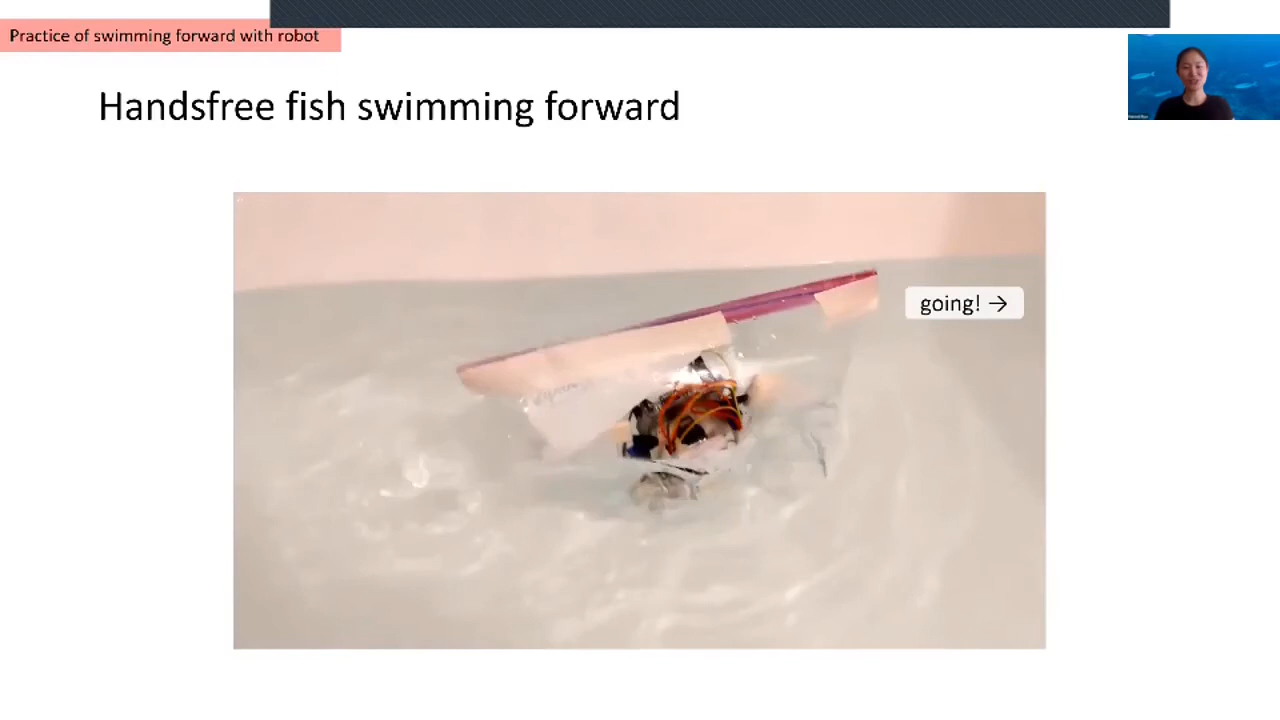 Practice of swimming forward with robot
Handsfree fish swimming forward
going! →